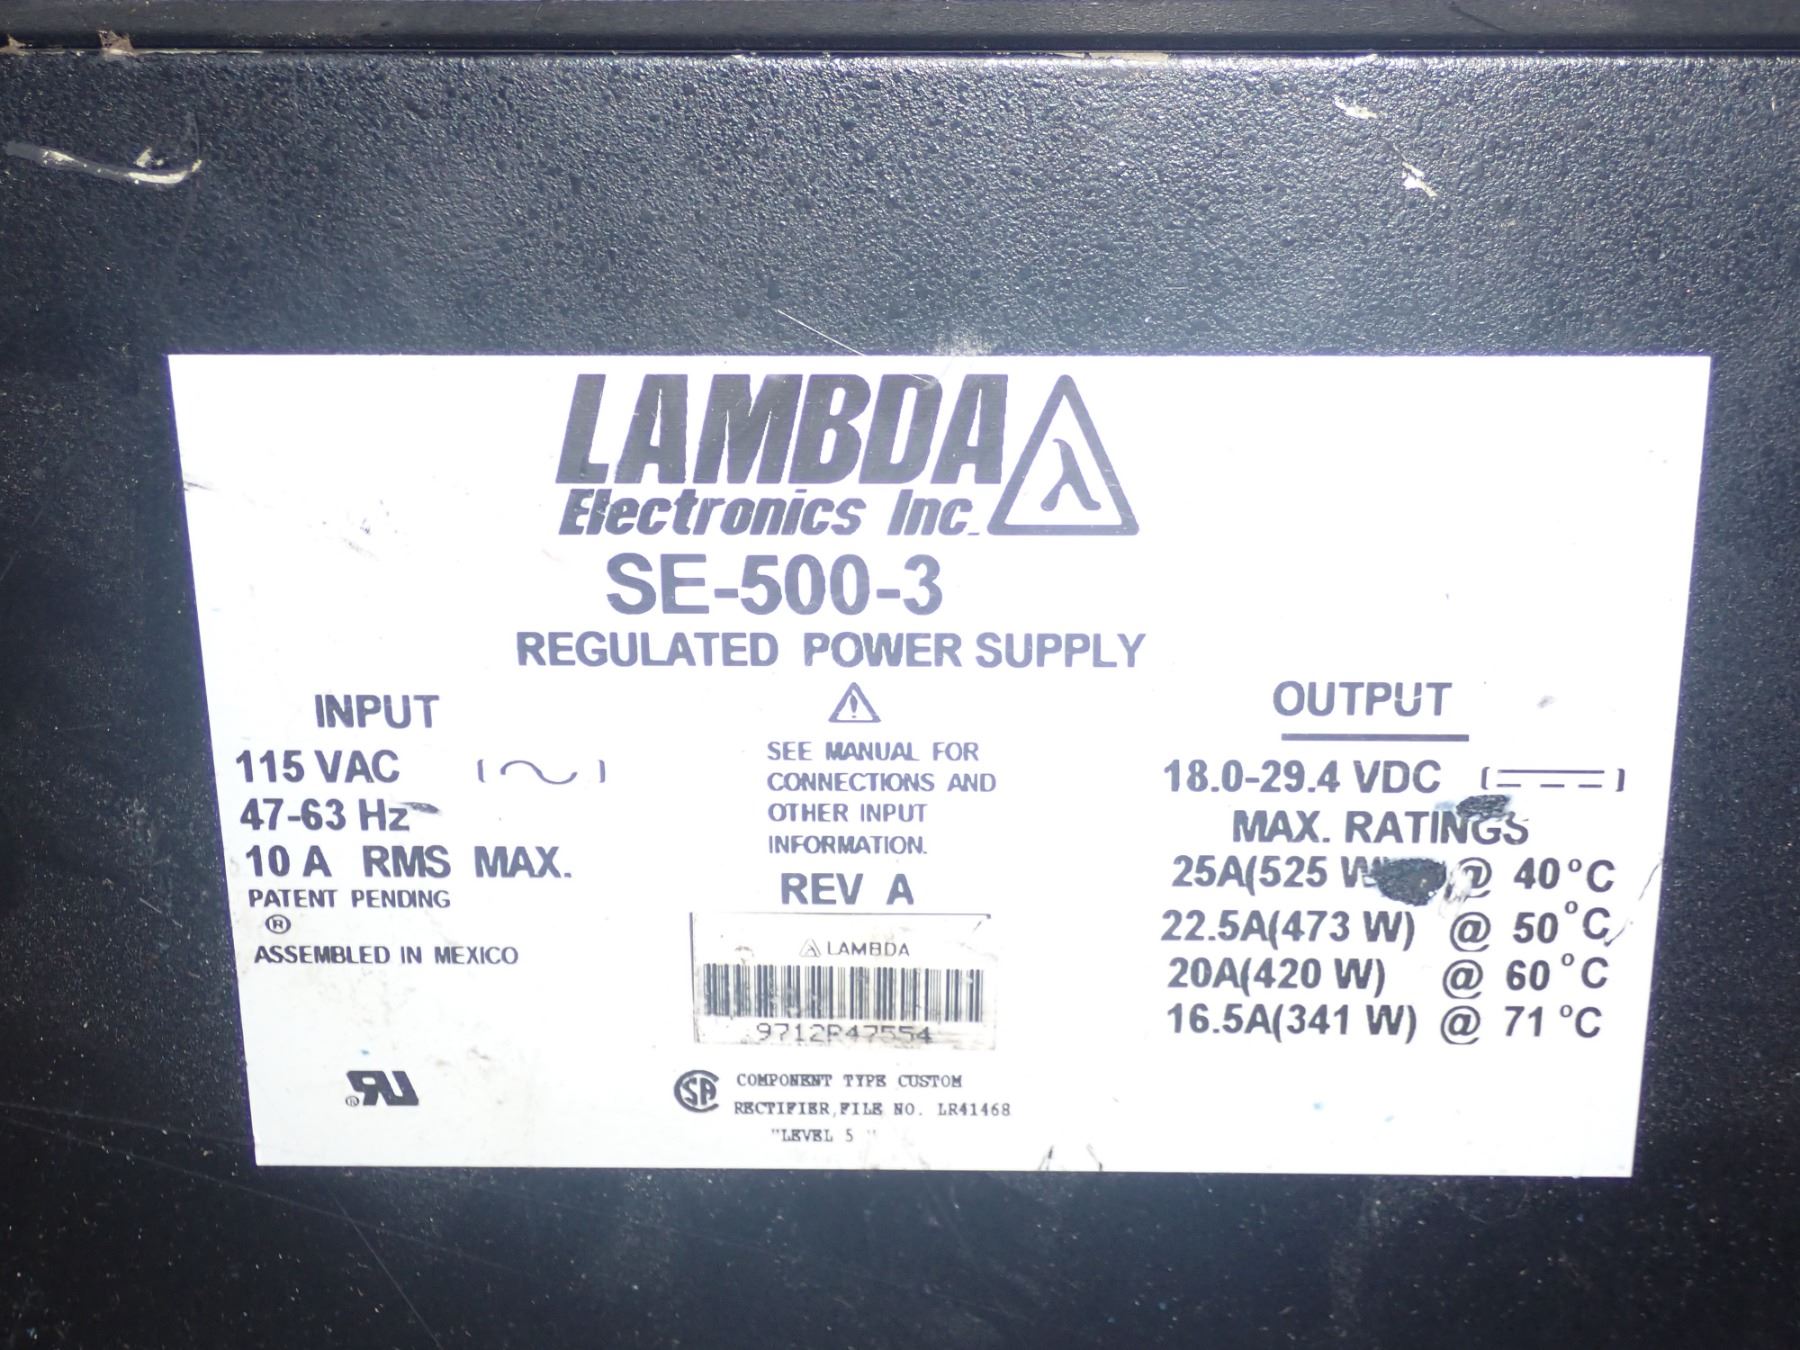 LAMBDA
Electronics Inc.
SE-500-3
REGULATED POWER SUPPLY
INPUT
115 VAC
47-63 Hz
10 A RMS MAX.
PATENT PENDING
®
ASSEMBLED IN MEXICO
SEE MANUAL FOR
CONNECTIONS AND
OTHER INPUT
INFORMATION.
REV A
LAMBDA
9712R47554
OUTPUT
18.0-29.4 VDC
MAX. RATINGS
25A(525 W @ 40°C
22.5A(473 W) @ 50°C
20A(420 W) @ 60°C
16.5A(341 W) @ 71°C
COMPONENT TYPE CUSTOM
RECTIFIER,FILE NO. LR41468
"LEVEL 5 "